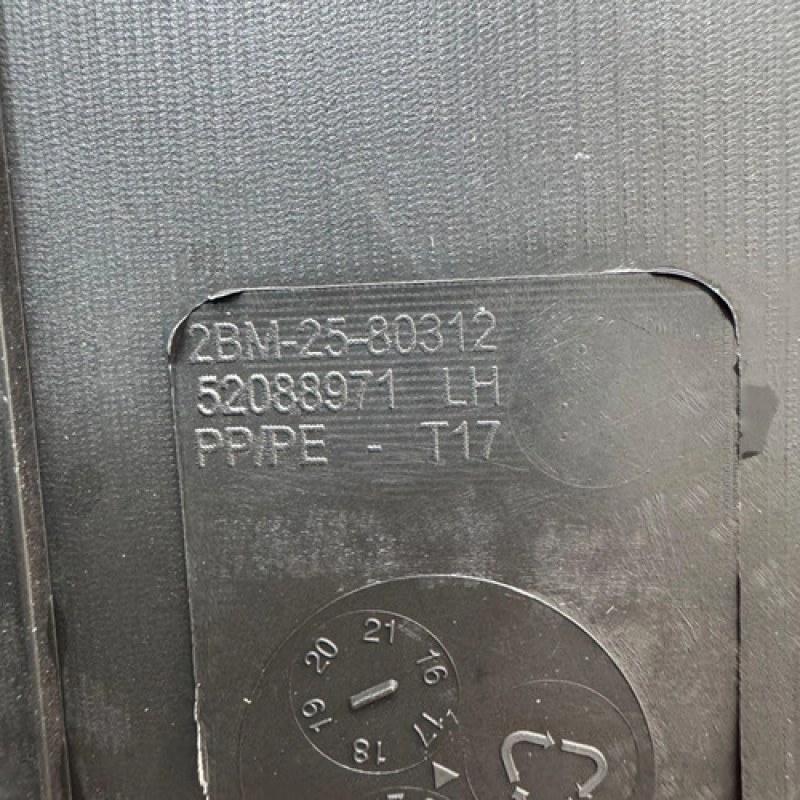 2BM-25-80312
52088971 LH
PP/PE - T17
21
20 16
19 17
18